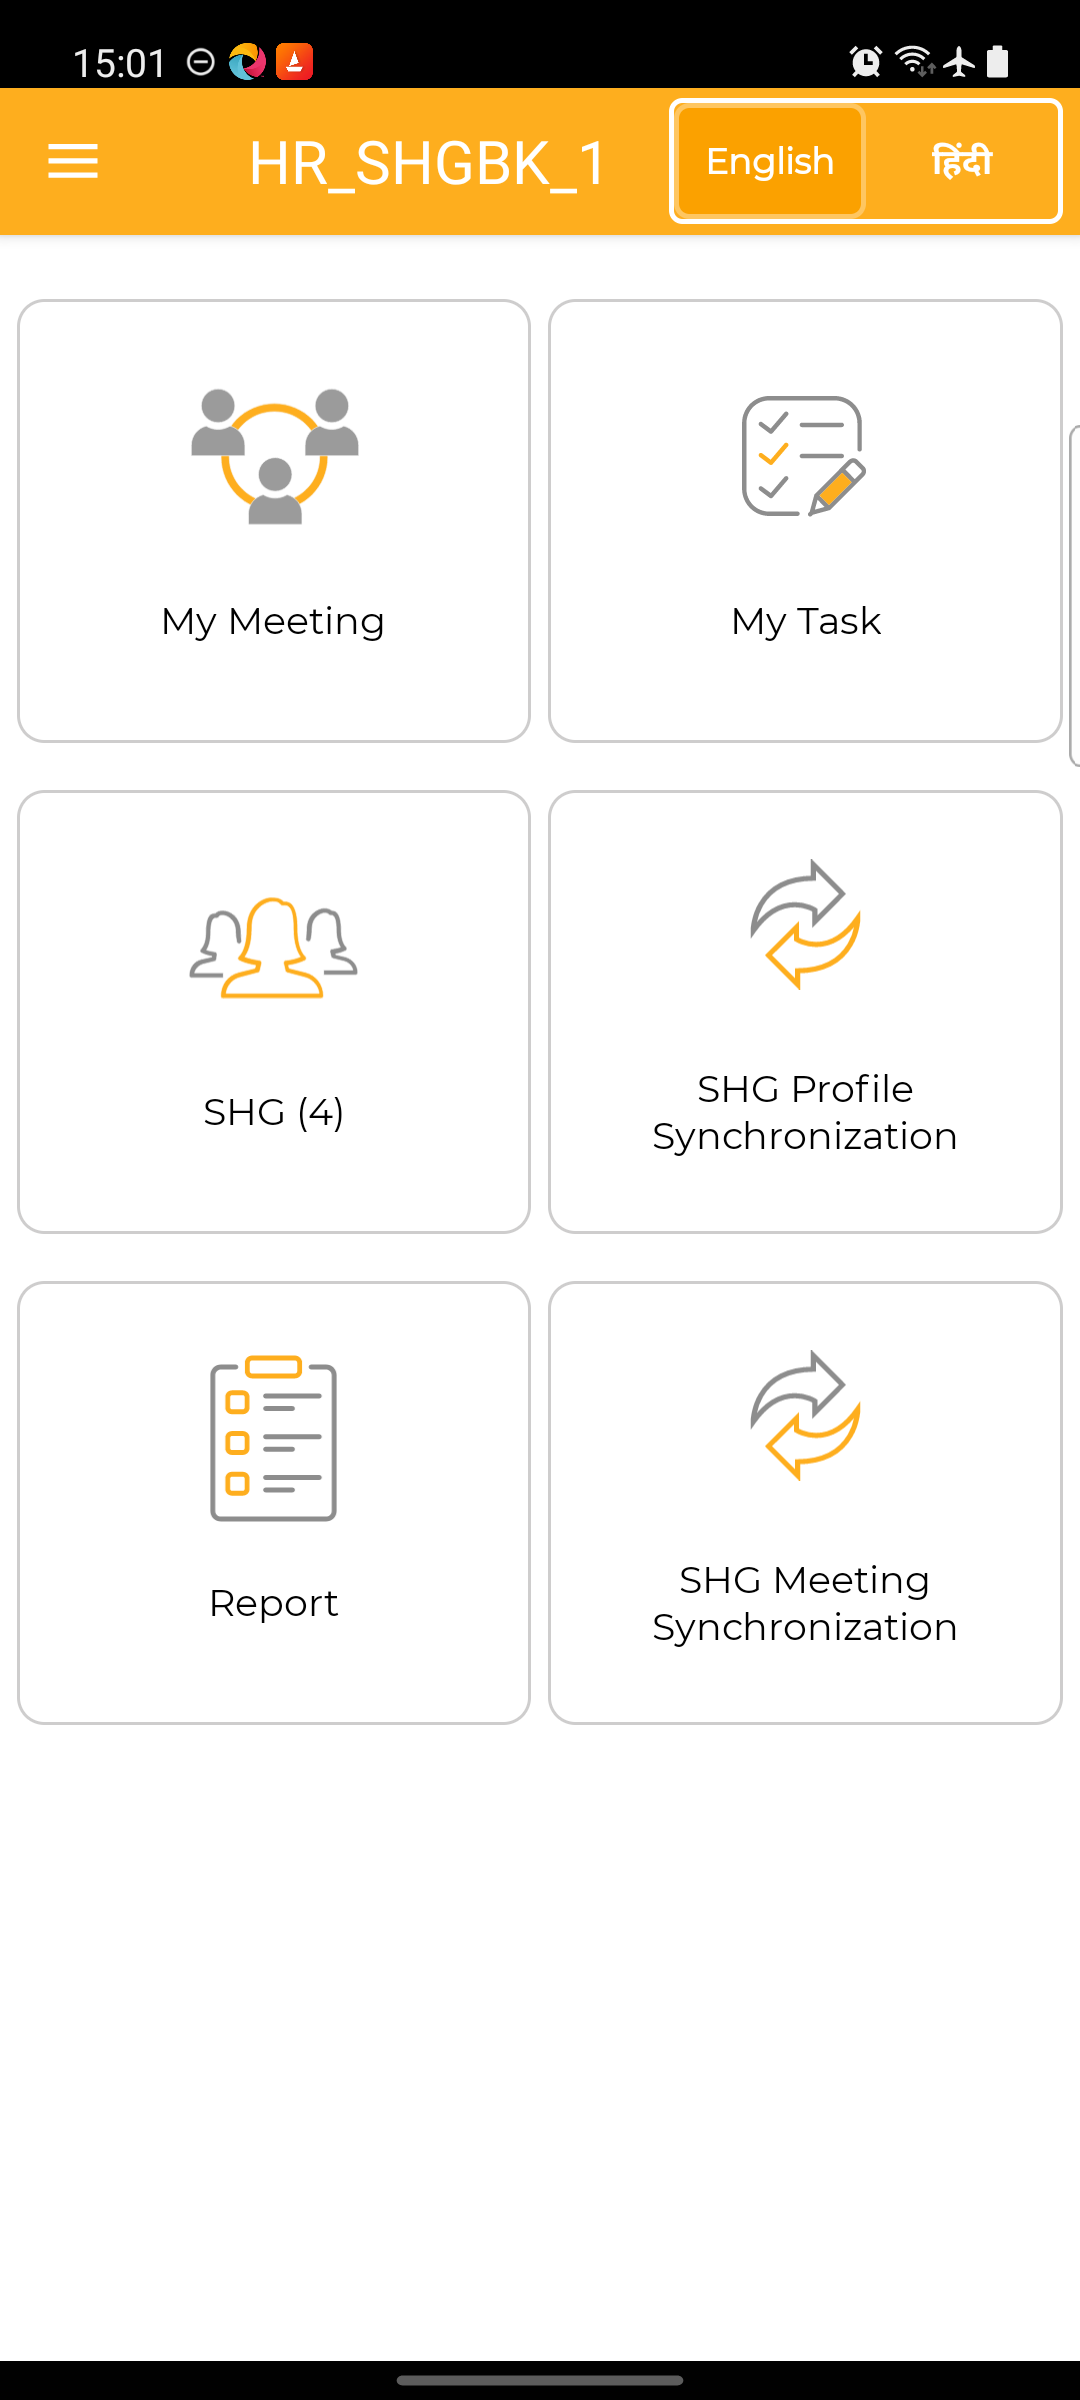 15:01
HR_SHGBK_1
English
हिंदी
My Meeting
My Task
SHG (4)
SHG Profile
Synchronization
Report
SHG Meeting
Synchronization